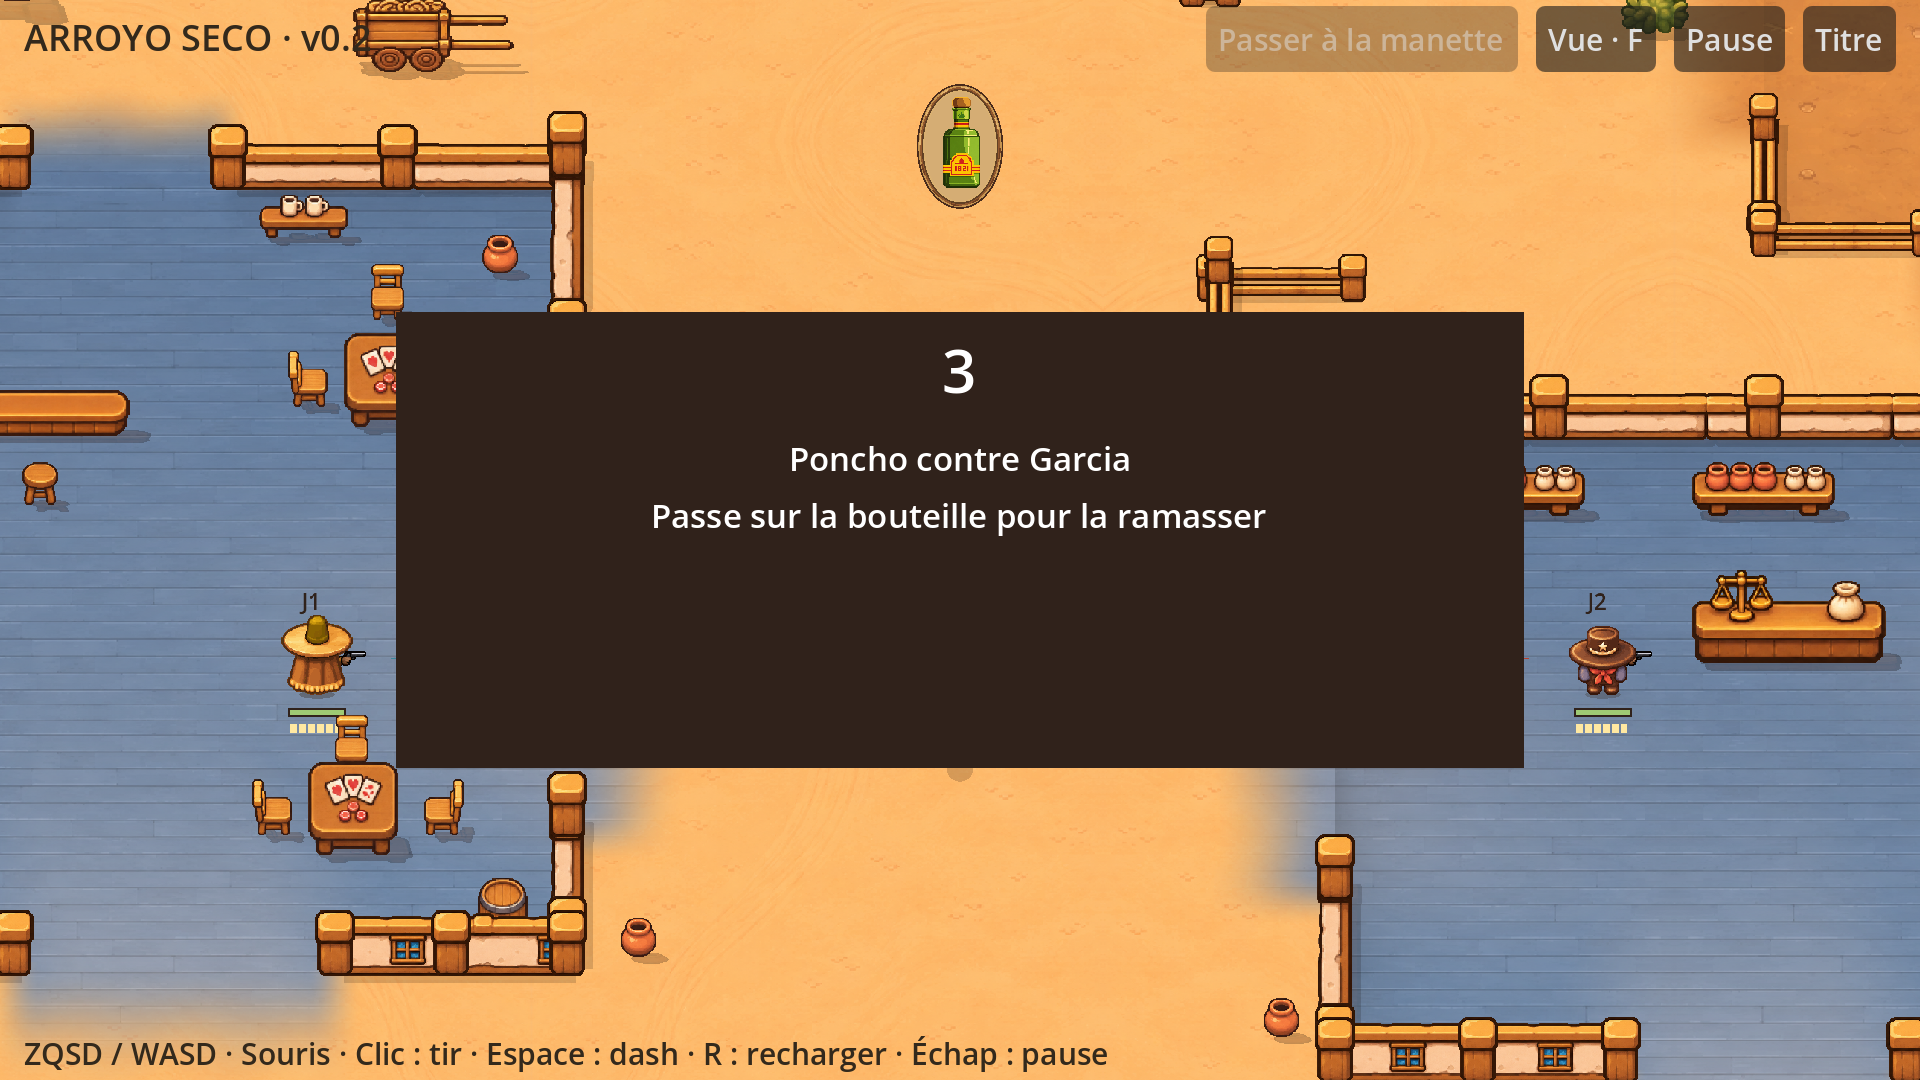 ARROYO SECO · v0.2
Passer à la manette
Vue · F
Pause
Titre
1821
3
Poncho contre Garcia
Passe sur la bouteille pour la ramasser
J1
J2
ZQSD / WASD · Souris · Clic : tir · Espace : dash · R : recharger · Échap : pause